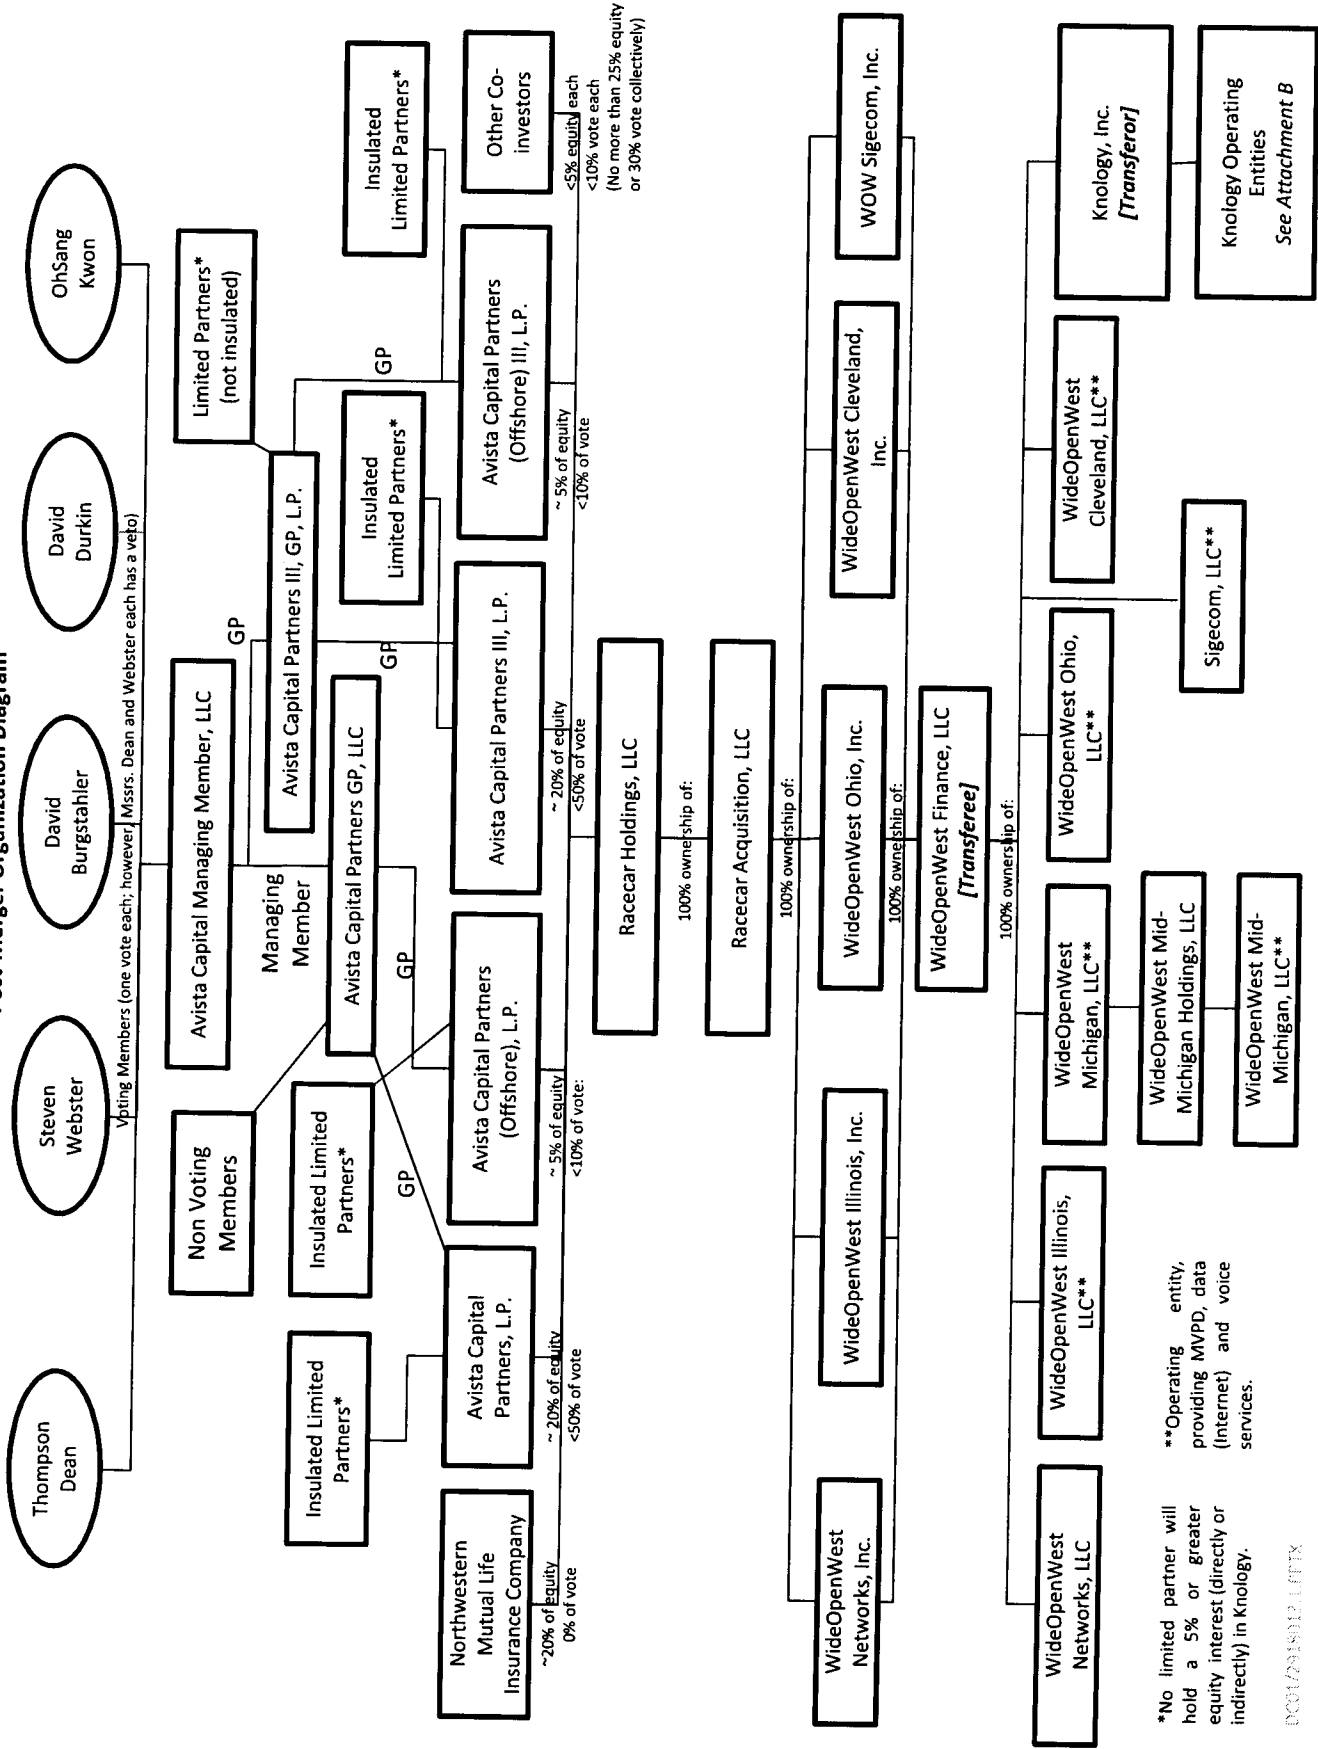 Post-Merger Organization Diagram
Thompson
Dean
Steven
Webster
David
Burgstahler
David
Durkin
OhSang
Kwon
Voting Members (one vote each; however, Mssrs. Dean and Webster each has a veto)
Non Voting
Members
Avista Capital Managing Member, LLC
Limited Partners*
(not insulated)
Managing
Member
GP
Avista Capital Partners III, GP, L.P.
Insulated Limited
Partners*
Insulated Limited
Partners*
Avista Capital Partners GP, LLC
Insulated
Limited Partners*
Insulated
Limited Partners*
GP
GP
GP
GP
Northwestern
Mutual Life
Insurance Company
Avista Capital
Partners, L.P.
Avista Capital Partners
(Offshore), L.P.
Avista Capital Partners III, L.P.
Avista Capital Partners
(Offshore) III, L.P.
Other Co-
investors
~20% of equity
0% of vote
~ 20% of equity
<50% of vote
~ 5% of equity
<10% of vote:
~ 20% of equity
<50% of vote
~ 5% of equity
<10% of vote
<5% equity each
<10% vote each
(No more than 25% equity
or 30% vote collectively)
Racecar Holdings, LLC
100% ownership of:
Racecar Acquisition, LLC
100% ownership of:
WideOpenWest
Networks, Inc.
WideOpenWest Illinois, Inc.
WideOpenWest Ohio, Inc.
WideOpenWest Cleveland,
Inc.
WOW Sigecom, Inc.
100% ownership of:
WideOpenWest Finance, LLC
[Transferee]
100% ownership of:
WideOpenWest
Networks, LLC
WideOpenWest Illinois,
LLC**
WideOpenWest
Michigan, LLC**
WideOpenWest Ohio,
LLC**
WideOpenWest
Cleveland, LLC**
Knology, Inc.
[Transferor]
WideOpenWest Mid-
Michigan Holdings, LLC
Sigecom, LLC**
Knology Operating
Entities
See Attachment B
WideOpenWest Mid-
Michigan, LLC**
*No limited partner will
hold a 5% or greater
equity interest (directly or
indirectly) in Knology.
**Operating entity,
providing MVPD, data
(Internet) and voice
services.